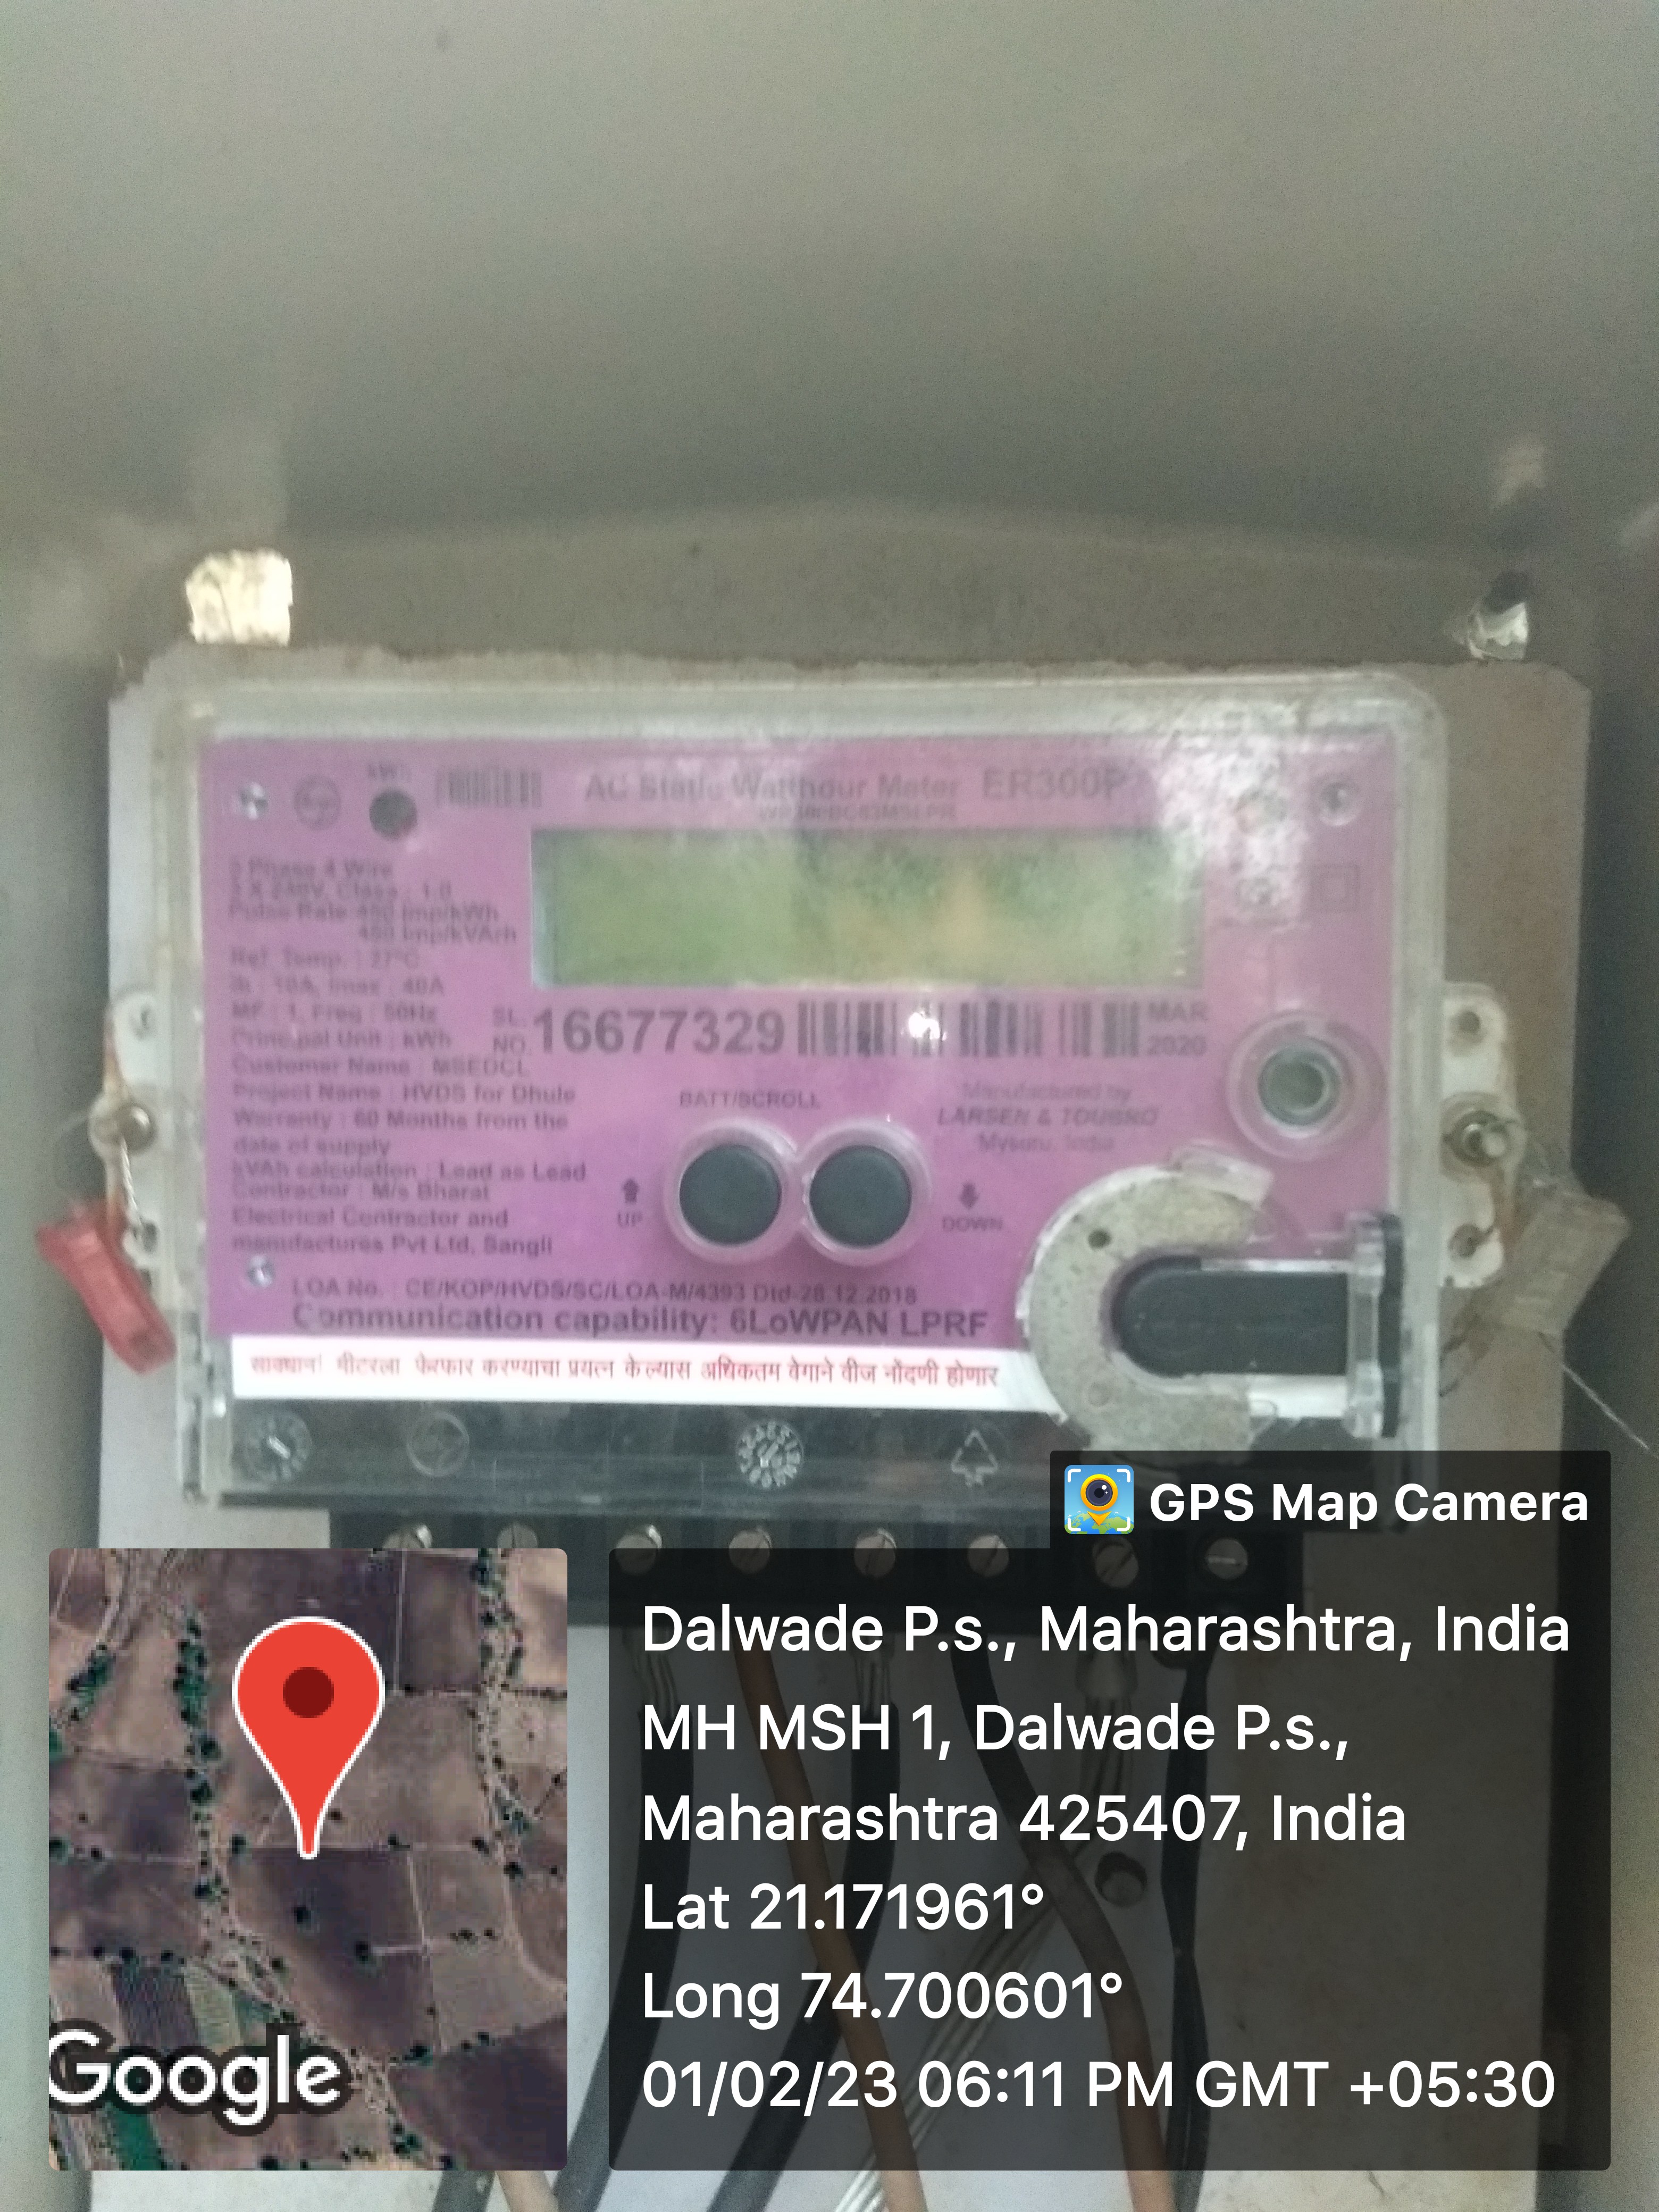 kWh
AC Static Watthour Meter ER300P
3 Phase 4 Wire
3 X 240V, Class : 1.0
Pulse Rate 450 Imp/kWh
450 Imp/kVArh
Ref. Temp. : 27°C
Ib : 10A, Imax : 40A
MF : 1, Freq : 50Hz
Principal Unit : kWh
Customer Name : MSEDCL
Project Name : HVDS for Dhule
Warranty : 60 Months from the
date of supply
kVAh calculation : Lead as Lead
Contractor : M/s Bharat
Electrical Contractor and
manufactures Pvt Ltd, Sangli
SL. NO. 16677329
MAR
2020
BATT/SCROLL
UP
DOWN
Manufactured by
LARSEN & TOUBRO
Mysuru, India
LOA No. : CE/KOP/HVDS/SC/LOA-M/4393 Dtd-28.12.2018
Communication capability: 6LoWPAN LPRF
सावधान! मीटरला फेरफार करण्याचा प्रयत्न केल्यास अधिकतम वेगाने वीज नोंदणी होणार
GPS Map Camera
Google
Dalwade P.s., Maharashtra, India
MH MSH 1, Dalwade P.s.,
Maharashtra 425407, India
Lat 21.171961°
Long 74.700601°
01/02/23 06:11 PM GMT +05:30